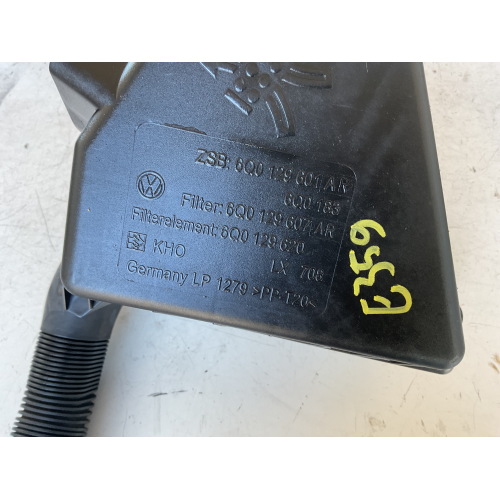 ZSB: 6Q0 129 601 AR
6Q0 183
Filter: 6Q0 129 607 AR
Filterelement: 6Q0 129 620
KHO LX 708
Germany LP 1279 >PP-T20<
E359